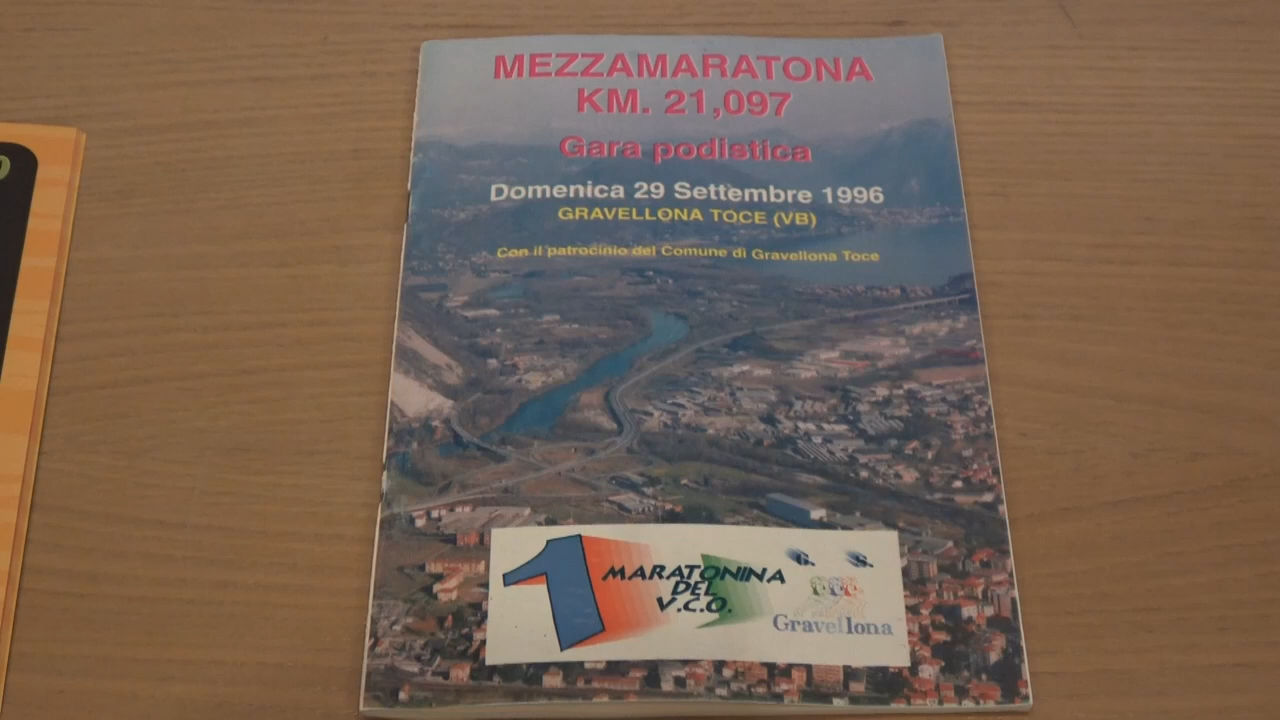 MEZZAMARATONA
KM. 21,097
Gara podistica
Domenica 29 Settembre 1996
GRAVELLONA TOCE (VB)
Con il patrocinio del Comune di Gravellona Toce
1 MARATONINA
DEL
V.C.O.
G. S.
Gravellona